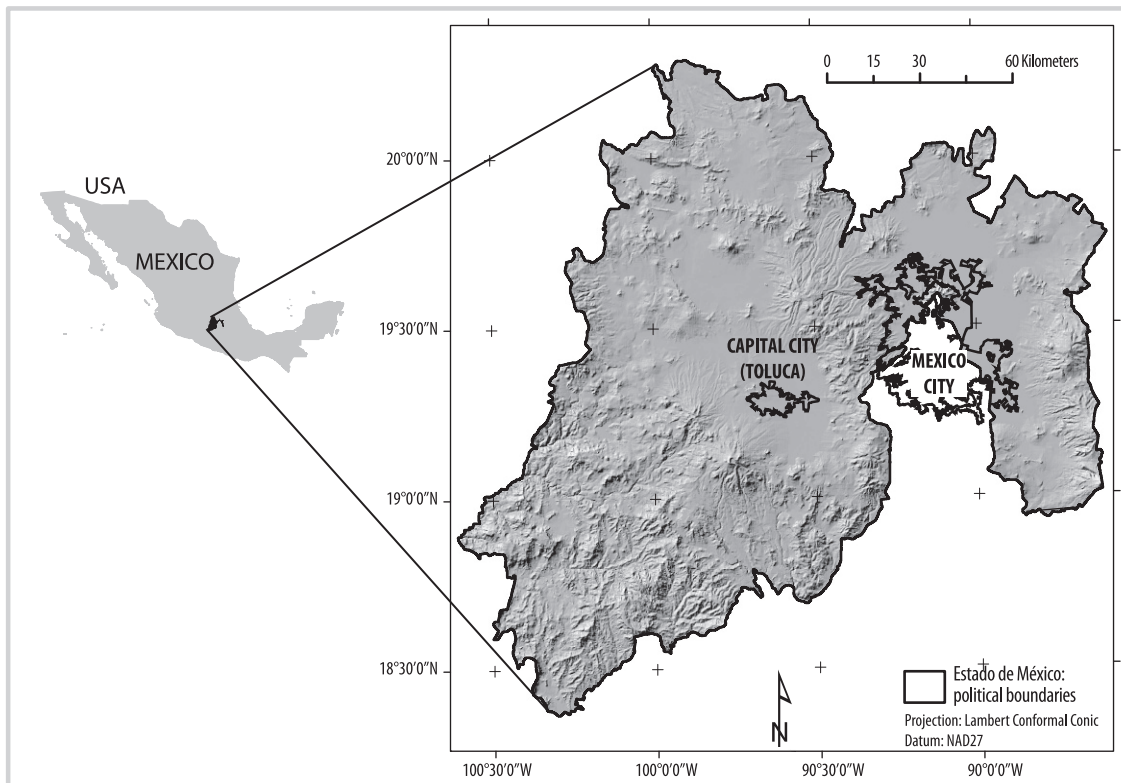 USA
MEXICO
0 15 30 60 Kilometers
20°0'0"N
19°30'0"N
19°0'0"N
18°30'0"N
CAPITAL CITY
(TOLUCA)
MEXICO
CITY
N
Estado de México:
political boundaries
Projection: Lambert Conformal Conic
Datum: NAD27
100°30'0"W 100°0'0"W 90°30'0"W 90°0'0"W